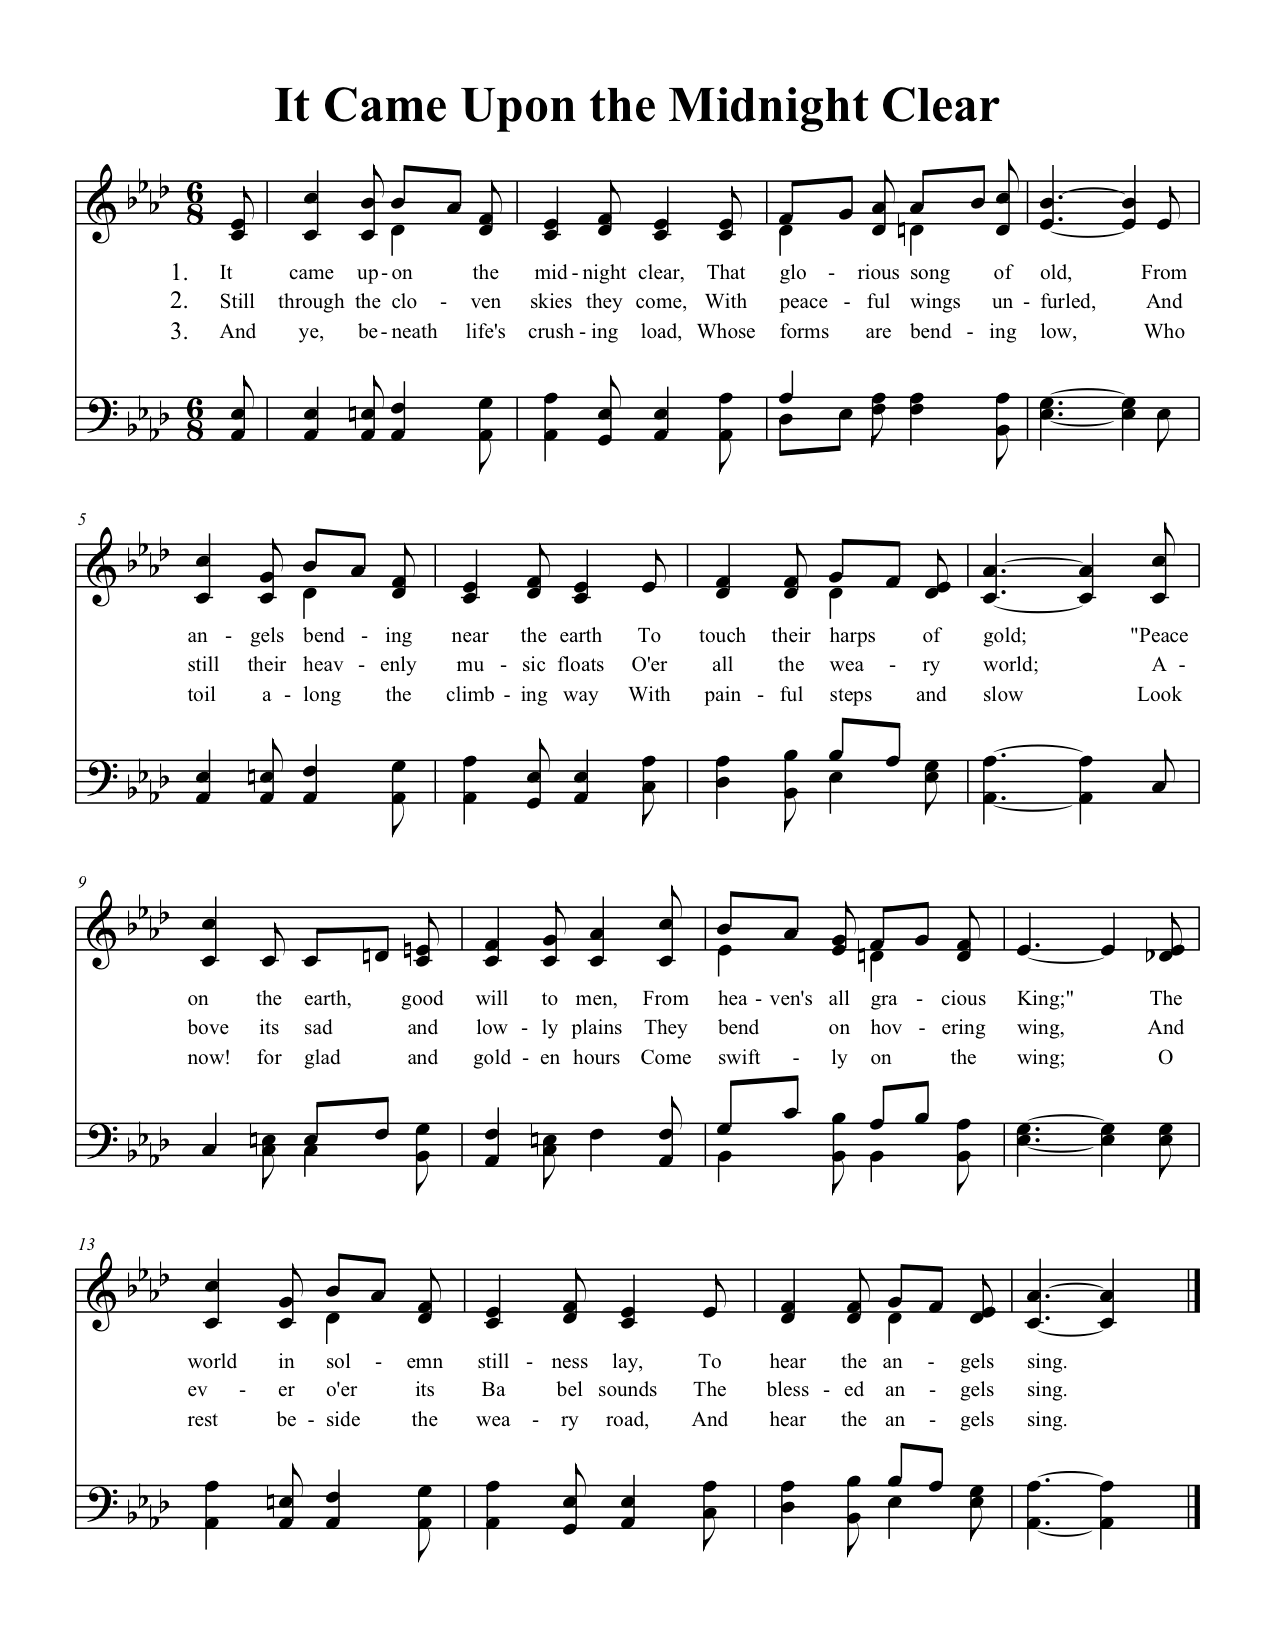 It Came Upon the Midnight Clear
6
8
1. It came up-on the mid-night clear, That glo-rious song of old, From
2. Still through the clo-ven skies they come, With peace-ful wings un-furled, And
3. And ye, be-neath life's crush-ing load, Whose forms are bend-ing low, Who
6
8
5
an-gels bend-ing near the earth To touch their harps of gold; "Peace
still their heav-enly mu-sic floats O'er all the wea-ry world; A-
toil a-long the climb-ing way With pain-ful steps and slow Look
9
on the earth, good will to men, From hea-ven's all gra-cious King;" The
bove its sad and low-ly plains They bend on hov-ering wing, And
now! for glad and gold-en hours Come swift-ly on the wing; O
13
world in sol-emn still-ness lay, To hear the an-gels sing.
ev-er o'er its Ba bel sounds The bless-ed an-gels sing.
rest be-side the wea-ry road, And hear the an-gels sing.